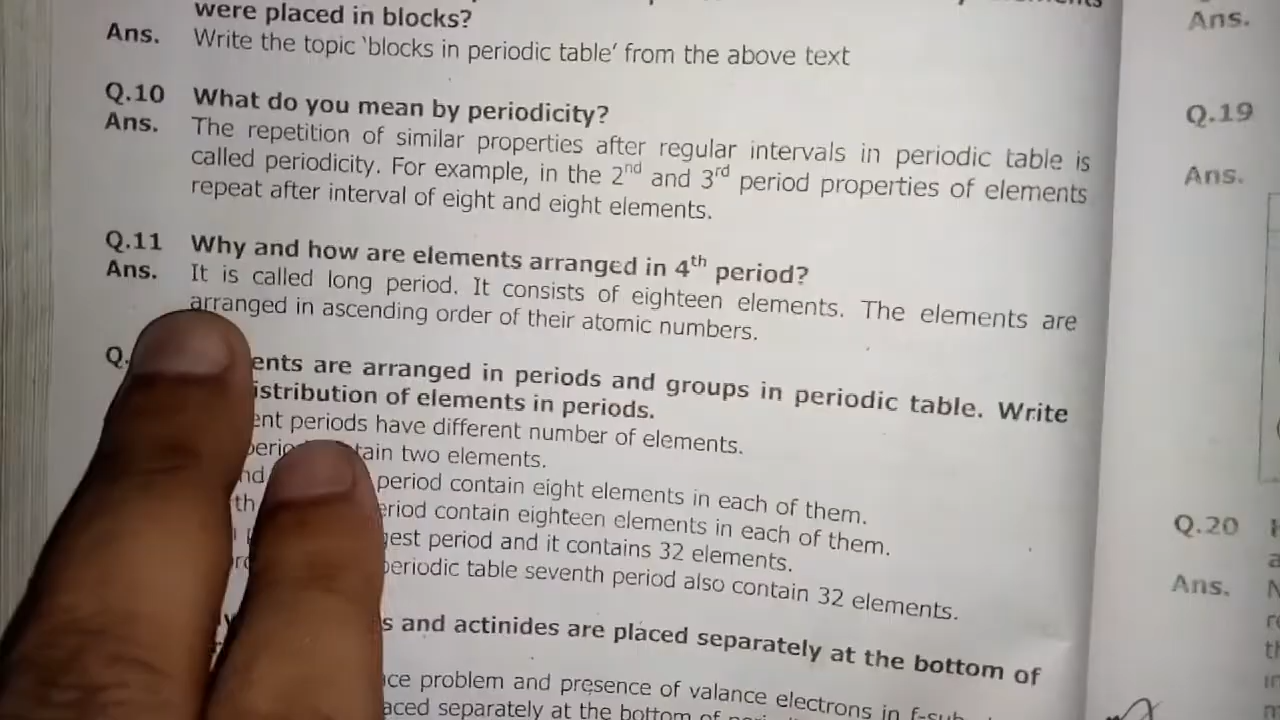 were placed in blocks?
Ans. Write the topic 'blocks in periodic table' from the above text
Q.10 What do you mean by periodicity?
Ans. The repetition of similar properties after regular intervals in periodic table is
called periodicity. For example, in the 2nd and 3rd period properties of elements
repeat after interval of eight and eight elements.
Q.11 Why and how are elements arranged in 4th period?
Ans. It is called long period. It consists of eighteen elements. The elements are
arranged in ascending order of their atomic numbers.
are arranged in periods and groups in periodic table. Write
of elements in periods.
periods have different number of elements.
two elements.
period contain eight elements in each of them.
contain eighteen elements in each of them.
period and it contains 32 elements.
periodic table seventh period also contain 32 elements.
and actinides are placed separately at the bottom of
problem and presence of valance electrons in
separately at the bottom of
Ans.
Q.19
Ans.
Q.20
Ans.